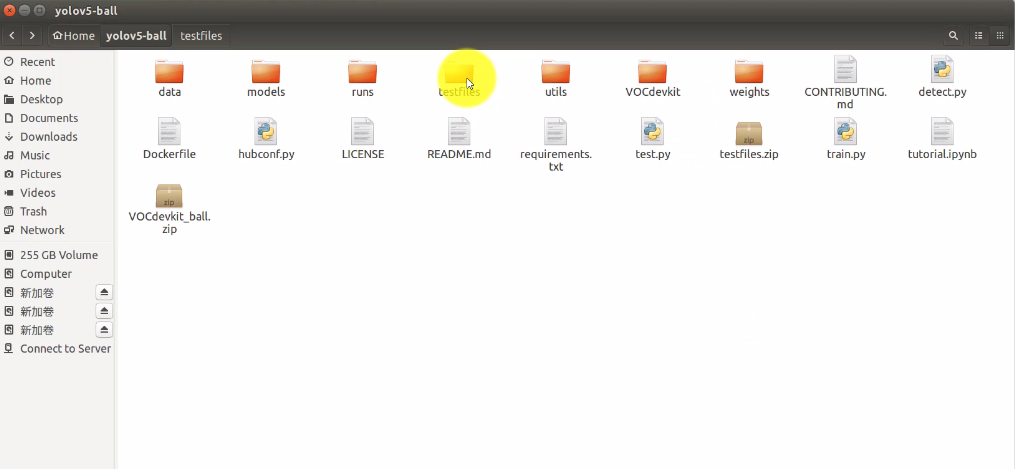 yolov5-ball
Home yolov5-ball testfiles
Recent
Home
Desktop
Documents
Downloads
Music
Pictures
Videos
Trash
Network
255 GB Volume
Computer
新加卷
新加卷
新加卷
Connect to Server
data models runs testfiles utils VOCdevkit weights CONTRIBUTING. detect.py
md
Dockerfile hubconf.py LICENSE README.md requirements. test.py testfiles.zip train.py tutorial.ipynb
txt
zip
zip
VOCdevkit_ball.
zip